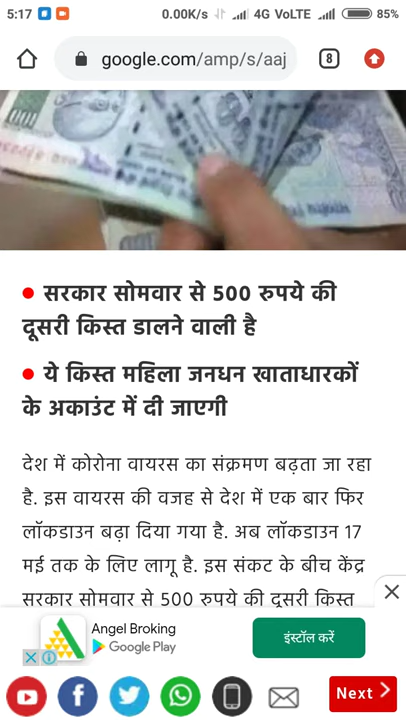 5:17 0.00K/s 4G VoLTE 85%
google.com/amp/s/aaj 8
सरकार सोमवार से 500 रुपये की
दूसरी किस्त डालने वाली है
ये किस्त महिला जनधन खाताधारकों
के अकाउंट में दी जाएगी
देश में कोरोना वायरस का संक्रमण बढ़ता जा रहा
है. इस वायरस की वजह से देश में एक बार फिर
लॉकडाउन बढ़ा दिया गया है. अब लॉकडाउन 17
मई तक के लिए लागू है. इस संकट के बीच केंद्र
सरकार सोमवार से 500 रुपये की दूसरी किस्त
Angel Broking
Google Play
इंस्टॉल करें
Next